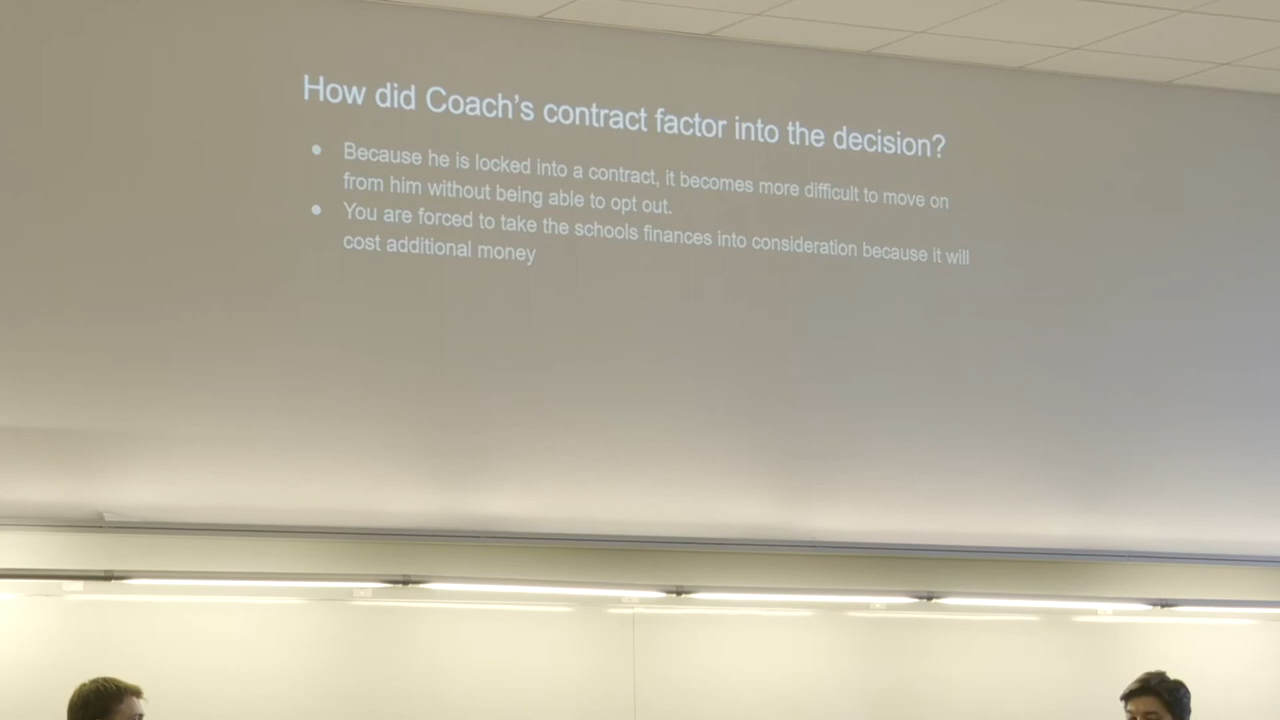 How did Coach's contract factor into the decision?
● Because he is locked into a contract, it becomes more difficult to move on
from him without being able to opt out.
● You are forced to take the schools finances into consideration because it will
cost additional money